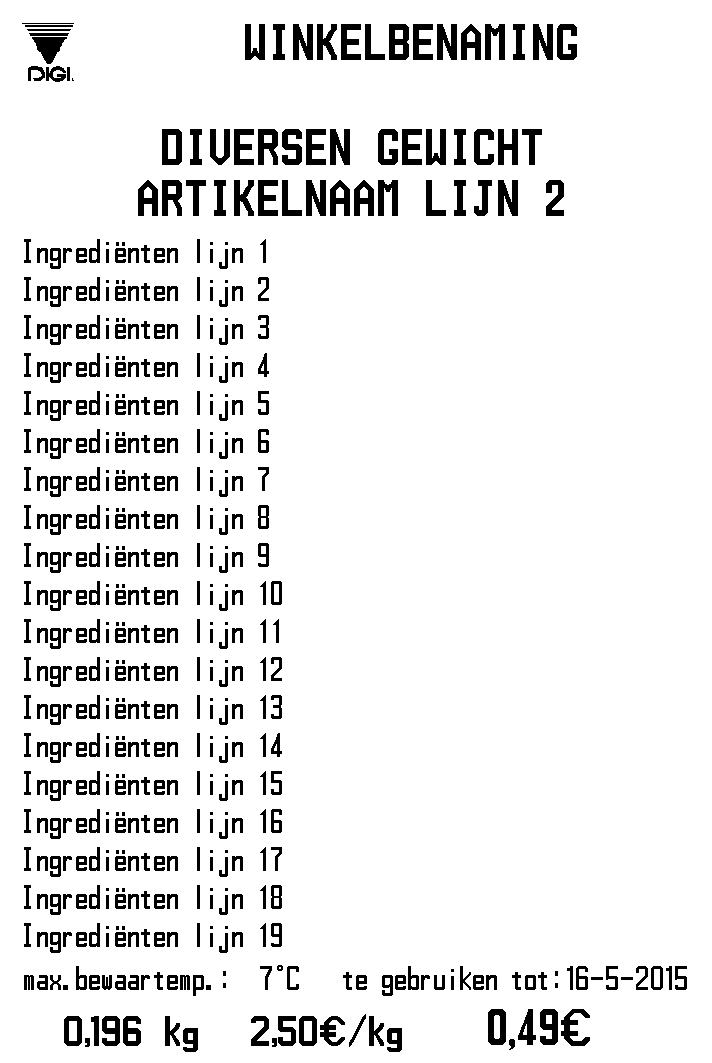 DIGI.
WINKELBENAMING
DIVERSEN GEWICHT
ARTIKELNAAM LIJN 2
Ingrediënten lijn 1
Ingrediënten lijn 2
Ingrediënten lijn 3
Ingrediënten lijn 4
Ingrediënten lijn 5
Ingrediënten lijn 6
Ingrediënten lijn 7
Ingrediënten lijn 8
Ingrediënten lijn 9
Ingrediënten lijn 10
Ingrediënten lijn 11
Ingrediënten lijn 12
Ingrediënten lijn 13
Ingrediënten lijn 14
Ingrediënten lijn 15
Ingrediënten lijn 16
Ingrediënten lijn 17
Ingrediënten lijn 18
Ingrediënten lijn 19
max.bewaartemp.: 7°C te gebruiken tot:16-5-2015
0,196 kg 2,50€/kg 0,49€